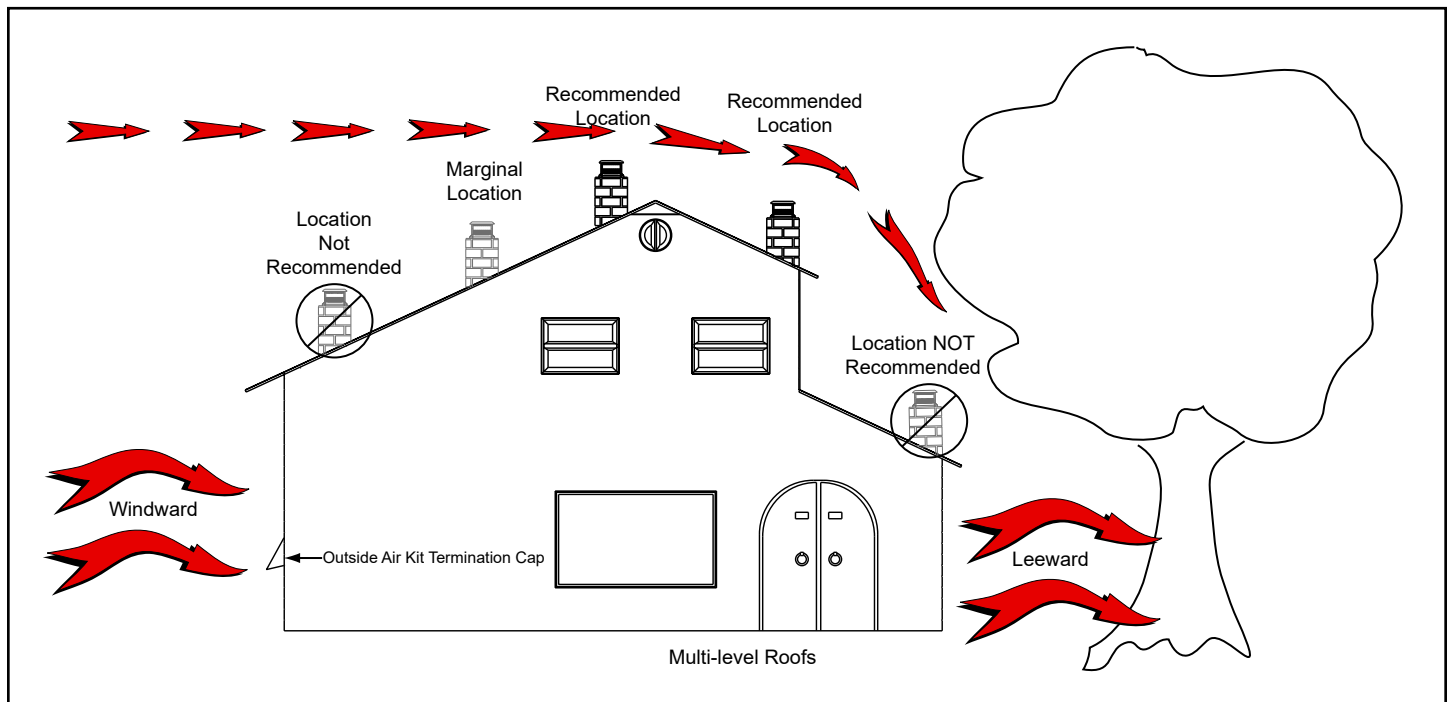 Recommended
Location
Recommended
Location
Marginal
Location
Location
Not
Recommended
Location NOT
Recommended
Windward
Outside Air Kit Termination Cap
Leeward
Multi-level Roofs